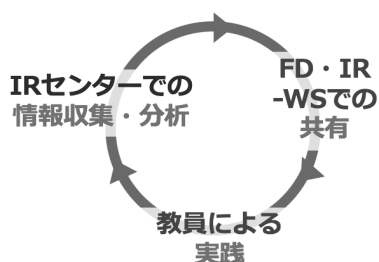 IRセンターでの
情報収集・分析
FD・IR
-WSでの
共有
教員による
実践